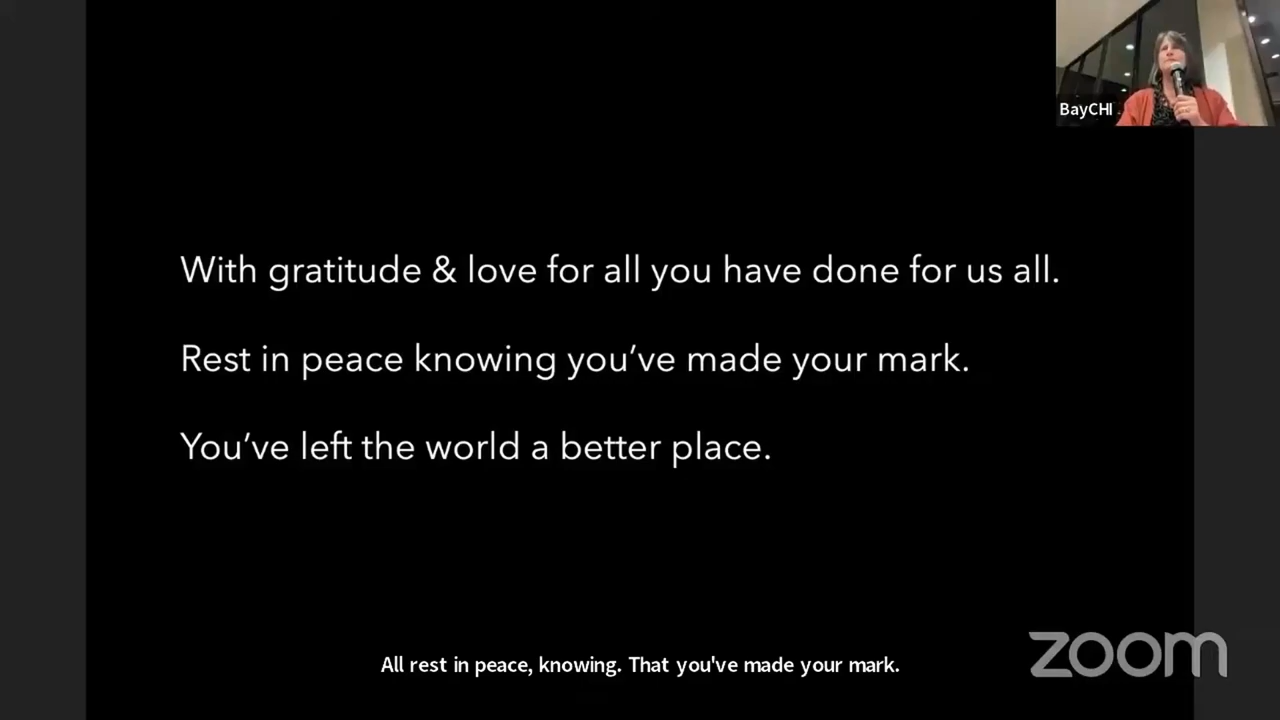 BayCHI
With gratitude & love for all you have done for us all.
Rest in peace knowing you’ve made your mark.
You’ve left the world a better place.
All rest in peace, knowing. That you've made your mark.
zoom